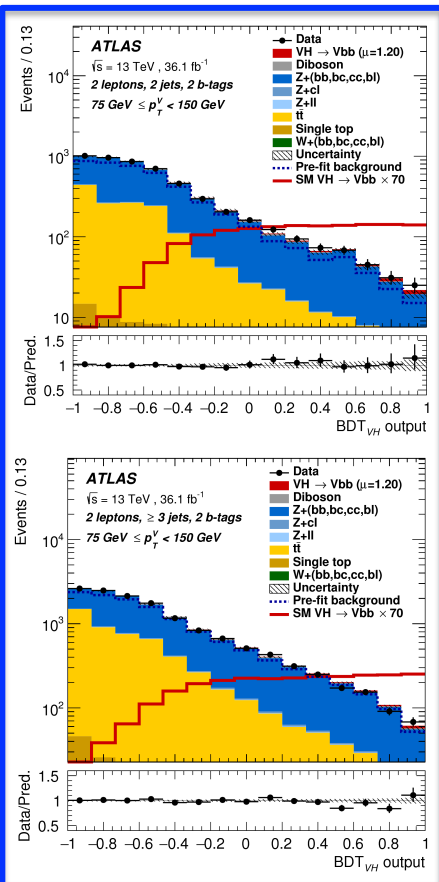 Events / 0.13
ATLAS
√s = 13 TeV , 36.1 fb⁻¹
2 leptons, 2 jets, 2 b-tags
75 GeV ≤ p_T^V < 150 GeV
Data
VH → Vbb (μ=1.20)
Diboson
Z+(bb,bc,cc,bl)
Z+cl
Z+ll
tt̄
Single top
W+(bb,bc,cc,bl)
Uncertainty
Pre-fit background
SM VH → Vbb × 70
10⁴
10³
10²
10
Data/Pred.
1.5
1
0.5
−1 −0.8 −0.6 −0.4 −0.2 0 0.2 0.4 0.6 0.8 1
BDT_VH output
Events / 0.13
ATLAS
√s = 13 TeV , 36.1 fb⁻¹
2 leptons, ≥ 3 jets, 2 b-tags
75 GeV ≤ p_T^V < 150 GeV
Data
VH → Vbb (μ=1.20)
Diboson
Z+(bb,bc,cc,bl)
Z+cl
Z+ll
tt̄
Single top
W+(bb,bc,cc,bl)
Uncertainty
Pre-fit background
SM VH → Vbb × 70
10⁴
10³
10²
Data/Pred.
1.5
1
0.5
−1 −0.8 −0.6 −0.4 −0.2 0 0.2 0.4 0.6 0.8 1
BDT_VH output